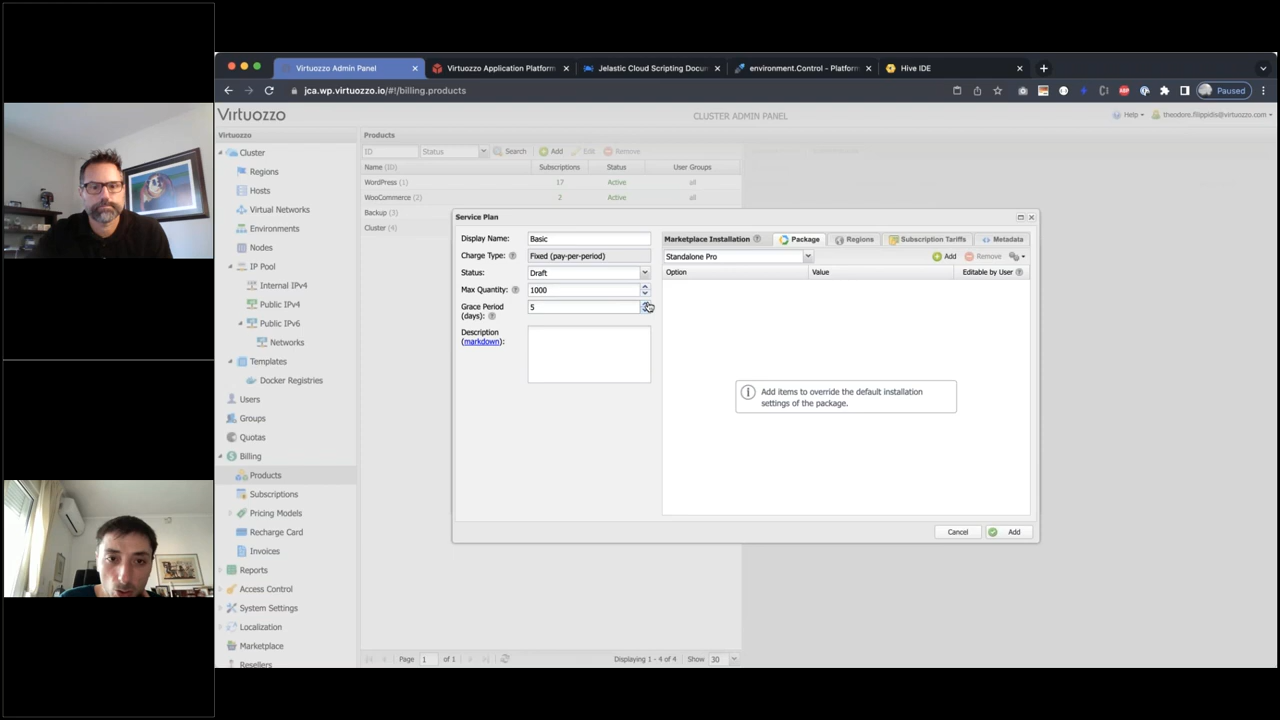 Virtuozzo Admin Panel
Virtuozzo Application Platform
Jelastic Cloud Scripting Docum
environment.Control - Platform
Hive IDE
jca.wp.virtuozzo.io/#!/billing.products
Paused
Virtuozzo
CLUSTER ADMIN PANEL
Help
theodore.filippidis@virtuozzo.com
Virtuozzo
Cluster
Regions
Hosts
Virtual Networks
Environments
Nodes
IP Pool
Internal IPv4
Public IPv4
Public IPv6
Networks
Templates
Docker Registries
Users
Groups
Quotas
Billing
Products
Subscriptions
Pricing Models
Recharge Card
Invoices
Reports
Access Control
System Settings
Localization
Marketplace
Resellers
Products
ID Status Search Add Edit Remove
Name (ID) Subscriptions Status User Groups
WordPress (1) 17 Active all
WooCommerce (2) 2 Active all
Backup (3)
Cluster (4)
Service Plan
Display Name: Basic
Charge Type: Fixed (pay-per-period)
Status: Draft
Max Quantity: 1000
Grace Period (days): 5
Description
(markdown):
Marketplace Installation Package Regions Subscription Tariffs Metadata
Standalone Pro Add Remove
Option Value Editable by User
Add items to override the default installation
settings of the package.
Cancel Add
Page 1 of 1 Displaying 1 - 4 of 4 Show 30